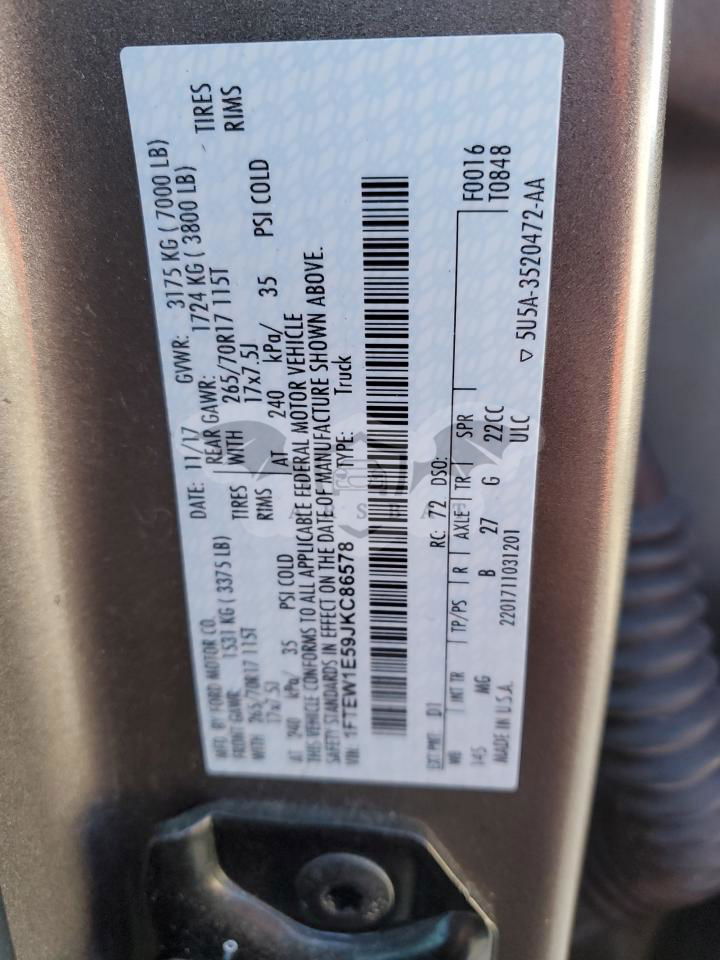 MFD. BY FORD MOTOR CO.
DATE: 11/17 GVWR: 3175 KG ( 7000 LB)
FRONT GAWR: 1531 KG ( 3375 LB) REAR GAWR: 1724 KG ( 3800 LB)
WITH 265/70R17 115T TIRES WITH 265/70R17 115T TIRES
17x7.5J RIMS 17x7.5J RIMS
AT 240 kPa/ 35 PSI COLD AT 240 kPa/ 35 PSI COLD
THIS VEHICLE CONFORMS TO ALL APPLICABLE FEDERAL MOTOR VEHICLE
SAFETY STANDARDS IN EFFECT ON THE DATE OF MANUFACTURE SHOWN ABOVE.
VIN: 1FTEW1E59JKC86578 TYPE: Truck
EXT PNT: D1 RC: 72 DSO: F0016
WB INT TR TP/PS R AXLE TR SPR T0848
145 MG B 27 G 22CC
MADE IN U.S.A. 2201711031201 ULC
▽ 5U5A-3520472-AA